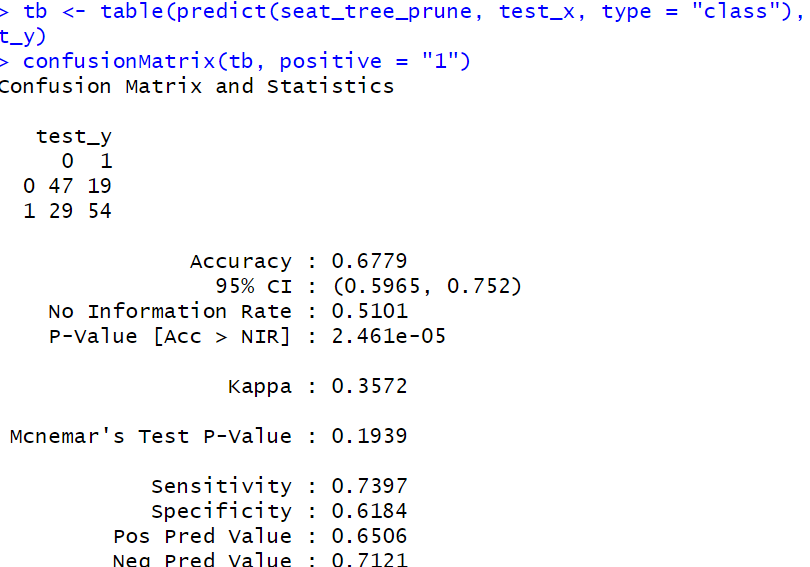 > tb <- table(predict(seat_tree_prune, test_x, type = "class"),
t_y)
> confusionMatrix(tb, positive = "1")
Confusion Matrix and Statistics
test_y
0 1
0 47 19
1 29 54
Accuracy : 0.6779
95% CI : (0.5965, 0.752)
No Information Rate : 0.5101
P-Value [Acc > NIR] : 2.461e-05
Kappa : 0.3572
Mcnemar's Test P-Value : 0.1939
Sensitivity : 0.7397
Specificity : 0.6184
Pos Pred Value : 0.6506
Neg Pred Value : 0.7121